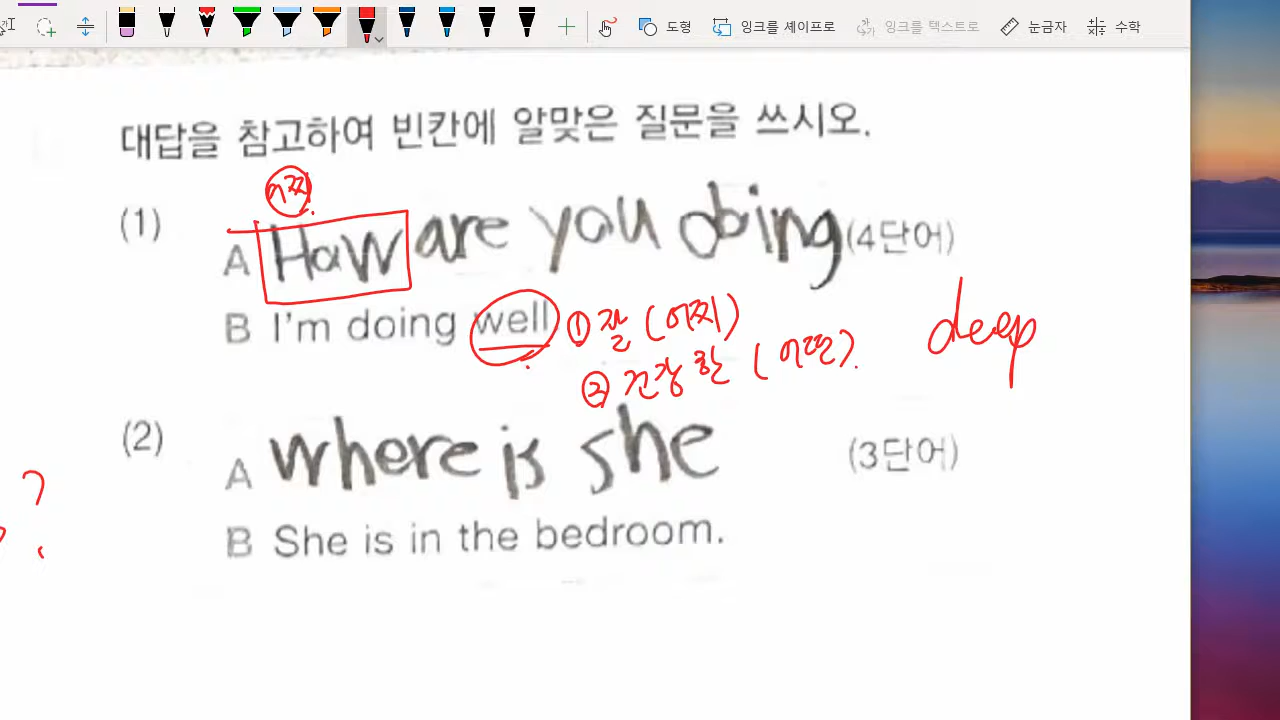 도형 잉크를 셰이프로 잉크를 텍스트로 눈금자 수학
대답을 참고하여 빈칸에 알맞은 질문을 쓰시오.
어찌
(1)
A How are you doing (4단어)
B I'm doing well ① 잘 (어찌)
② 건강한 (어떤)
deep
(2)
A where is she (3단어)
B She is in the bedroom.
?